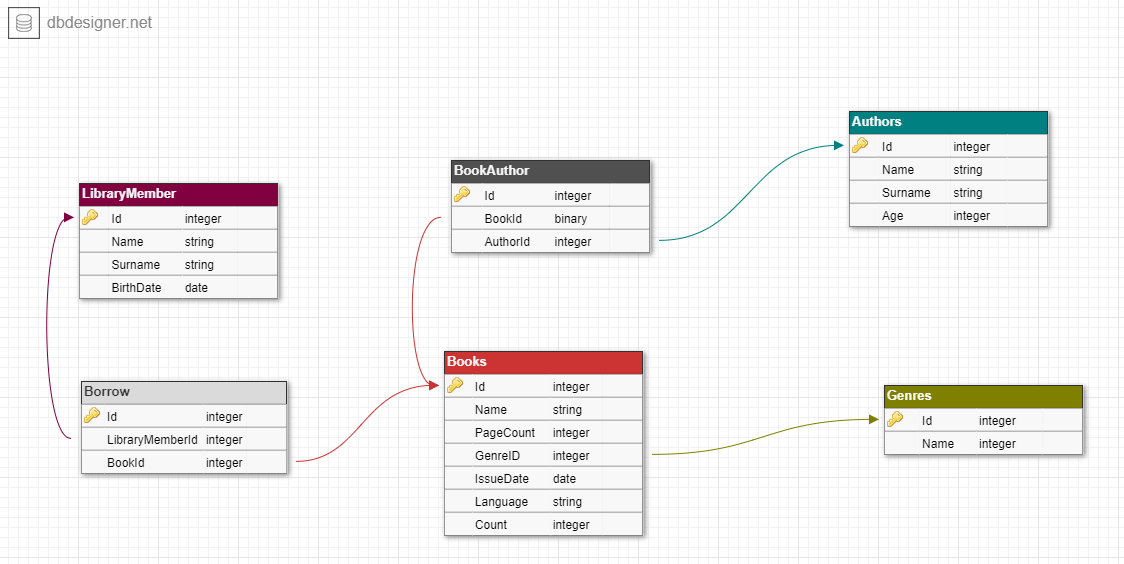 dbdesigner.net
LibraryMember
Id integer
Name string
Surname string
BirthDate date
Borrow
Id integer
LibraryMemberId integer
BookId integer
BookAuthor
Id integer
BookId binary
AuthorId integer
Books
Id integer
Name string
PageCount integer
GenreID integer
IssueDate date
Language string
Count integer
Authors
Id integer
Name string
Surname string
Age integer
Genres
Id integer
Name integer